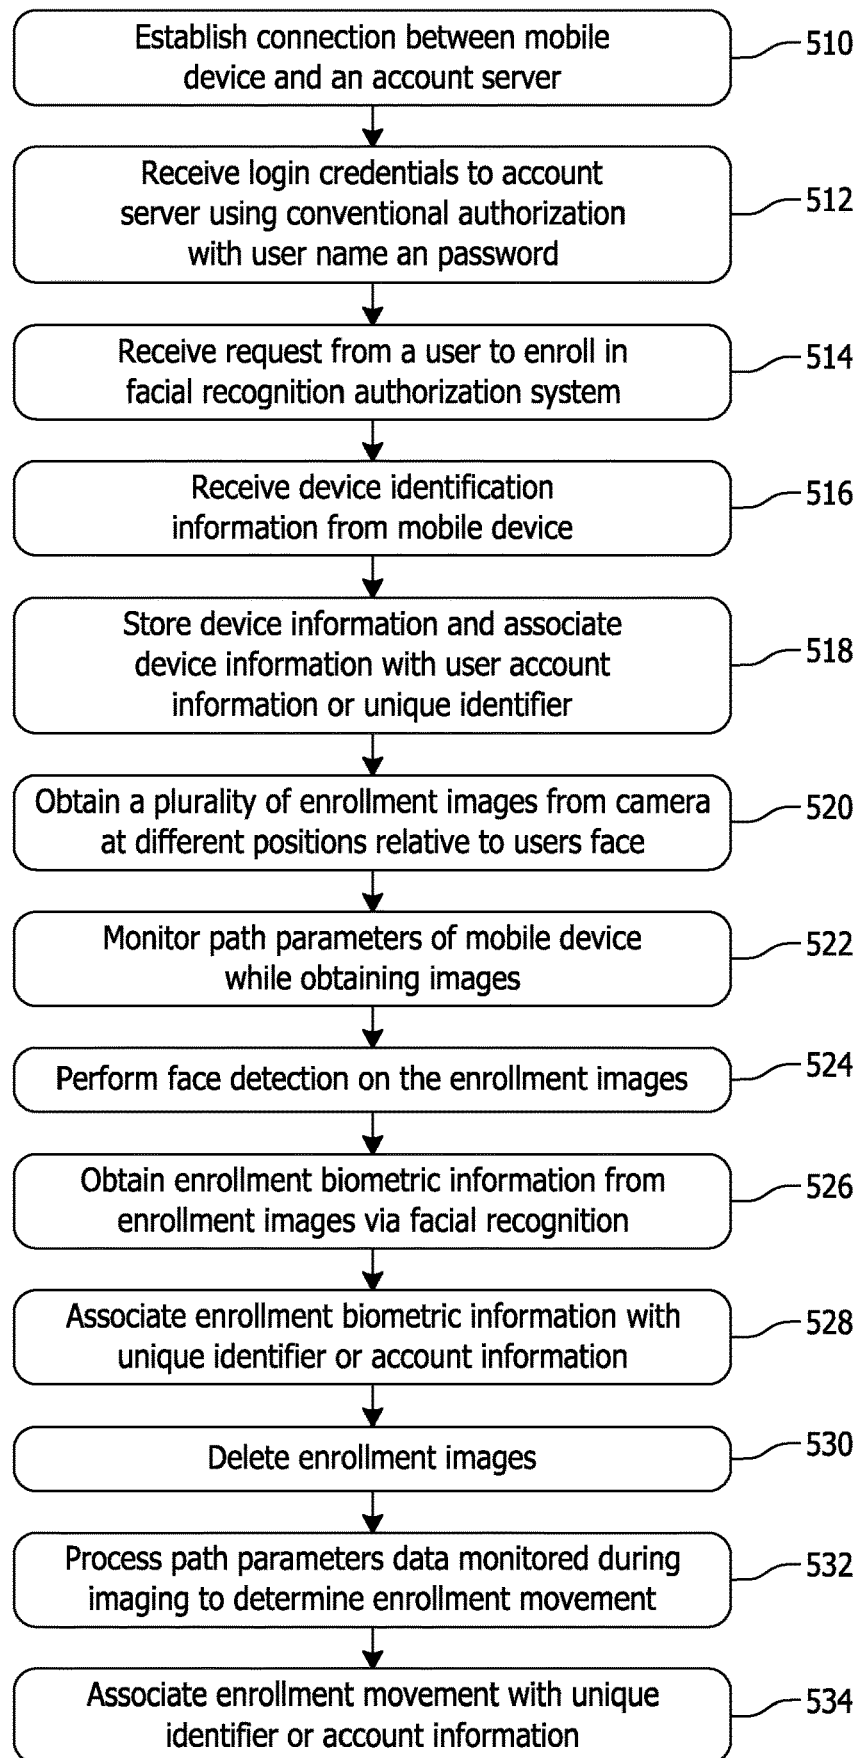 Establish connection between mobile
device and an account server
510
Receive login credentials to account
server using conventional authorization
with user name an password
512
Receive request from a user to enroll in
facial recognition authorization system
514
Receive device identification
information from mobile device
516
Store device information and associate
device information with user account
information or unique identifier
518
Obtain a plurality of enrollment images from camera
at different positions relative to users face
520
Monitor path parameters of mobile device
while obtaining images
522
Perform face detection on the enrollment images
524
Obtain enrollment biometric information from
enrollment images via facial recognition
526
Associate enrollment biometric information with
unique identifier or account information
528
Delete enrollment images
530
Process path parameters data monitored during
imaging to determine enrollment movement
532
Associate enrollment movement with unique
identifier or account information
534